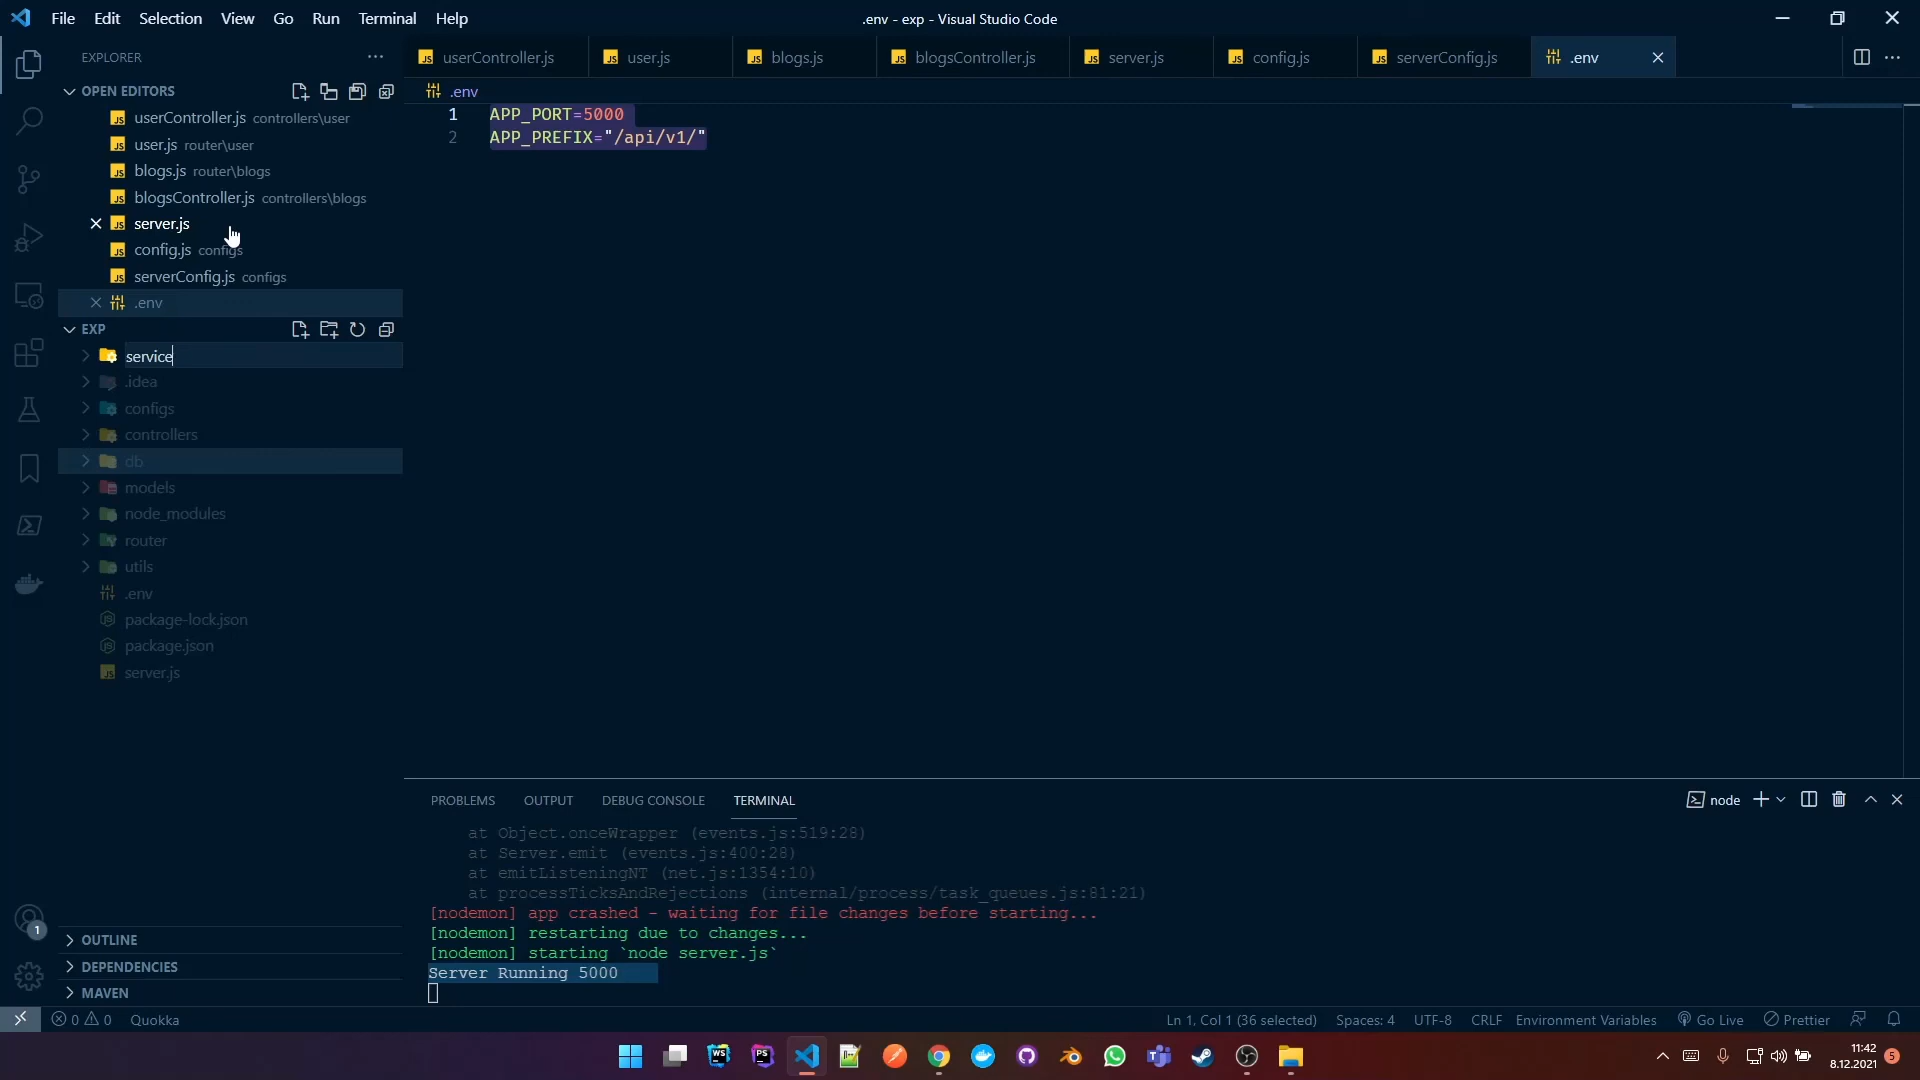 File Edit Selection View Go Run Terminal Help
.env - exp - Visual Studio Code
EXPLORER
OPEN EDITORS
userController.js controllers\user
user.js router\user
blogs.js router\blogs
blogsController.js controllers\blogs
server.js
config.js configs
serverConfig.js configs
.env
EXP
service
.idea
configs
controllers
db
models
node_modules
router
utils
.env
package-lock.json
package.json
server.js
OUTLINE
DEPENDENCIES
MAVEN
userController.js user.js blogs.js blogsController.js server.js config.js serverConfig.js .env
.env
1 APP_PORT=5000
2 APP_PREFIX="/api/v1/"
PROBLEMS OUTPUT DEBUG CONSOLE TERMINAL
node
at Object.onceWrapper (events.js:519:28)
at Server.emit (events.js:400:28)
at emitListeningNT (net.js:1354:10)
at processTicksAndRejections (internal/process/task_queues.js:81:21)
[nodemon] app crashed - waiting for file changes before starting...
[nodemon] restarting due to changes...
[nodemon] starting `node server.js`
Server Running 5000
1
0 0 Quokka
Ln 1, Col 1 (36 selected) Spaces: 4 UTF-8 CRLF Environment Variables Go Live Prettier
WS PS
11:42
8.12.2021
5